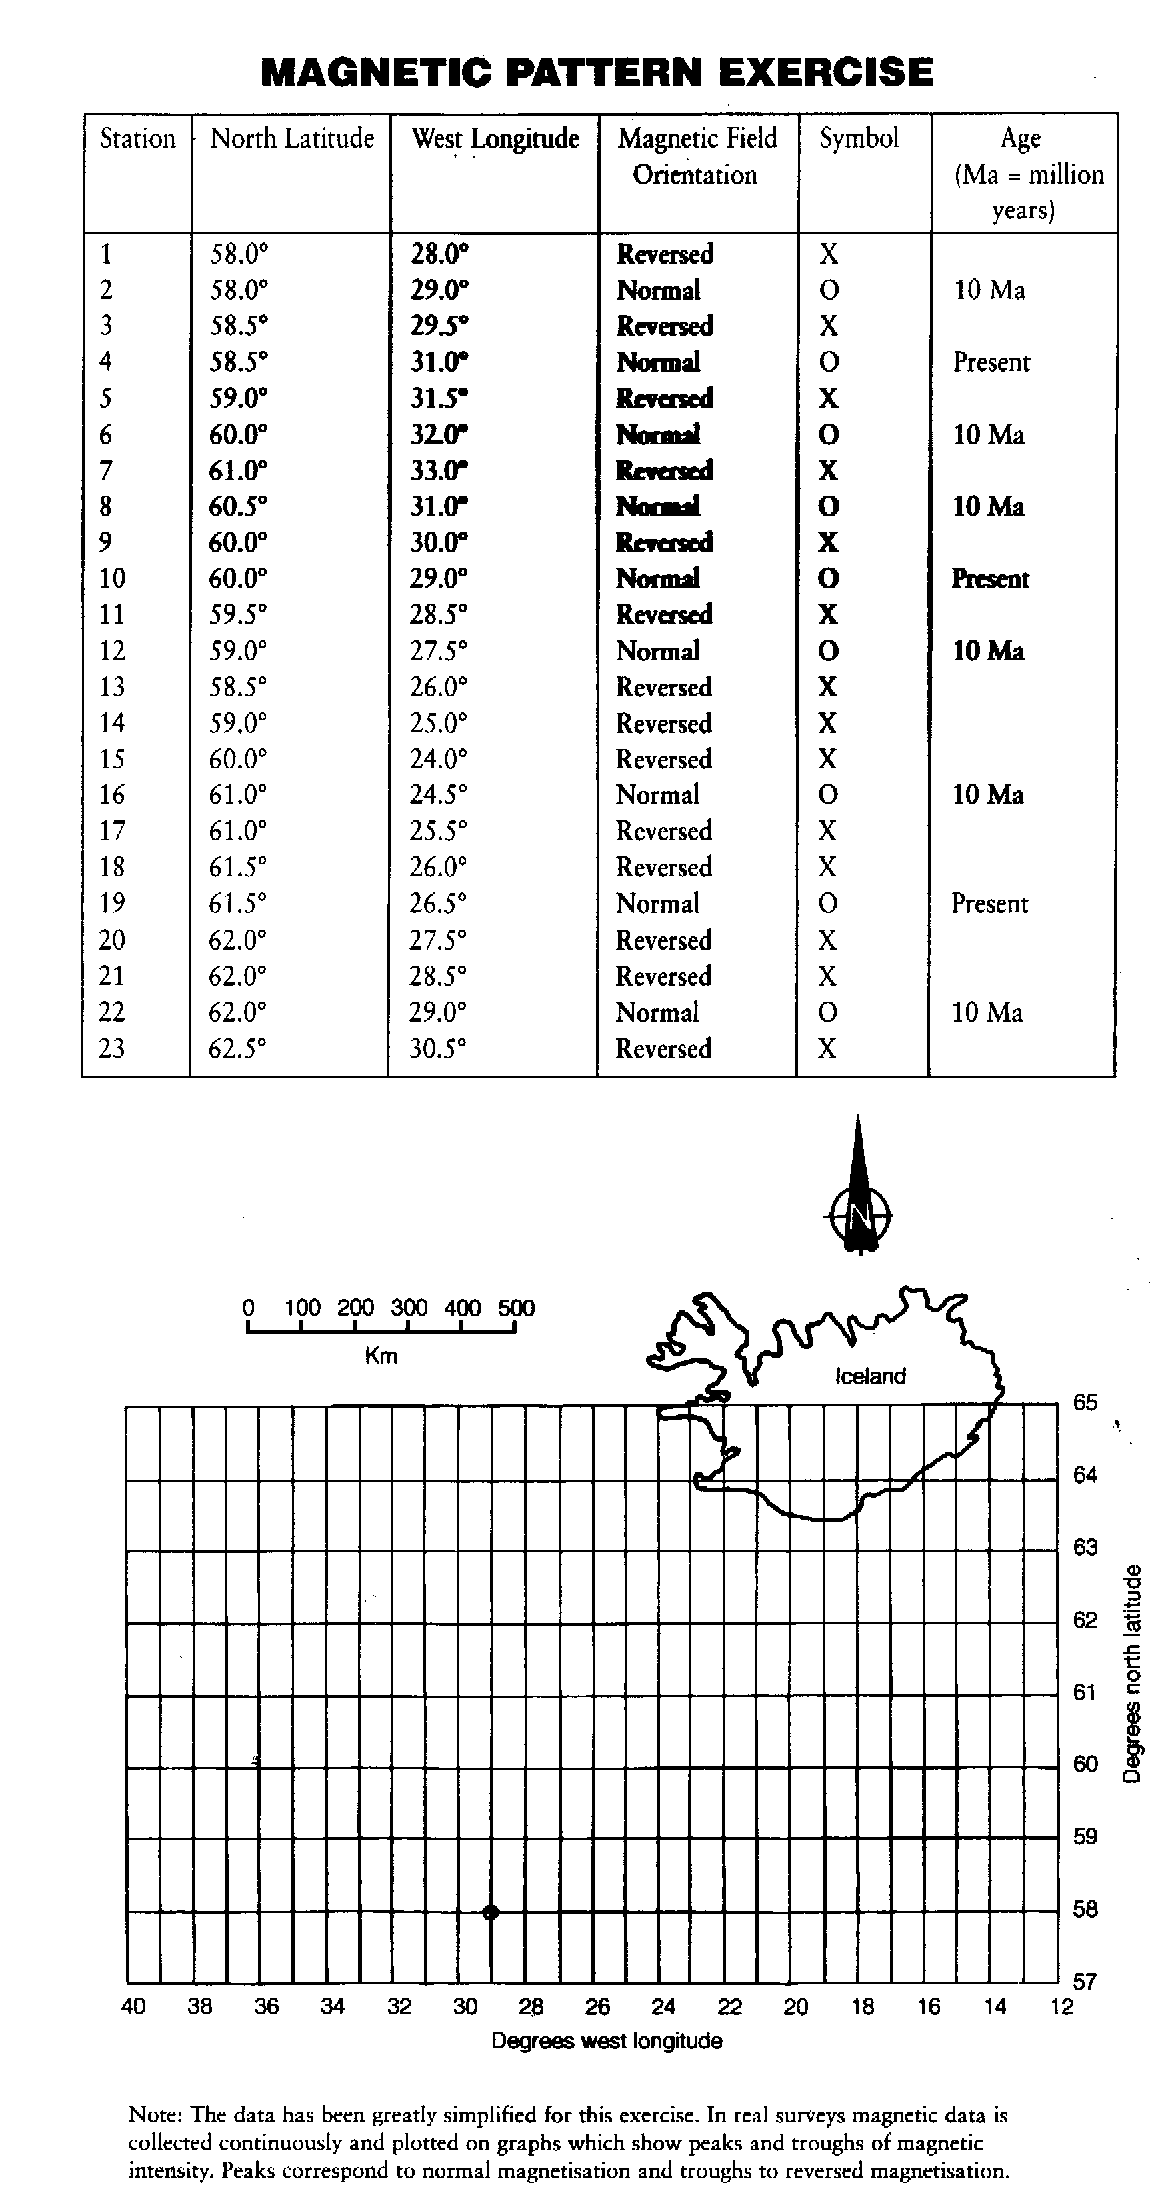 MAGNETIC PATTERN EXERCISE
Station North Latitude West Longitude Magnetic Field Orientation Symbol Age (Ma = million years)
1 58.0° 28.0° Reversed X
2 58.0° 29.0° Normal O 10 Ma
3 58.5° 29.5° Reversed X
4 58.5° 31.0° Normal O Present
5 59.0° 31.5° Reversed X
6 60.0° 32.0° Normal O 10 Ma
7 61.0° 33.0° Reversed X
8 60.5° 31.0° Normal O 10 Ma
9 60.0° 30.0° Reversed X
10 60.0° 29.0° Normal O Present
11 59.5° 28.5° Reversed X
12 59.0° 27.5° Normal O 10 Ma
13 58.5° 26.0° Reversed X
14 59.0° 25.0° Reversed X
15 60.0° 24.0° Reversed X
16 61.0° 24.5° Normal O 10 Ma
17 61.0° 25.5° Reversed X
18 61.5° 26.0° Reversed X
19 61.5° 26.5° Normal O Present
20 62.0° 27.5° Reversed X
21 62.0° 28.5° Reversed X
22 62.0° 29.0° Normal O 10 Ma
23 62.5° 30.5° Reversed X
N
0 100 200 300 400 500
Km
Iceland
65
64
63
62
61
60
59
58
57
Degrees north latitude
40 38 36 34 32 30 28 26 24 22 20 18 16 14 12
Degrees west longitude
Note: The data has been greatly simplified for this exercise. In real surveys magnetic data is
collected continuously and plotted on graphs which show peaks and troughs of magnetic
intensity. Peaks correspond to normal magnetisation and troughs to reversed magnetisation.